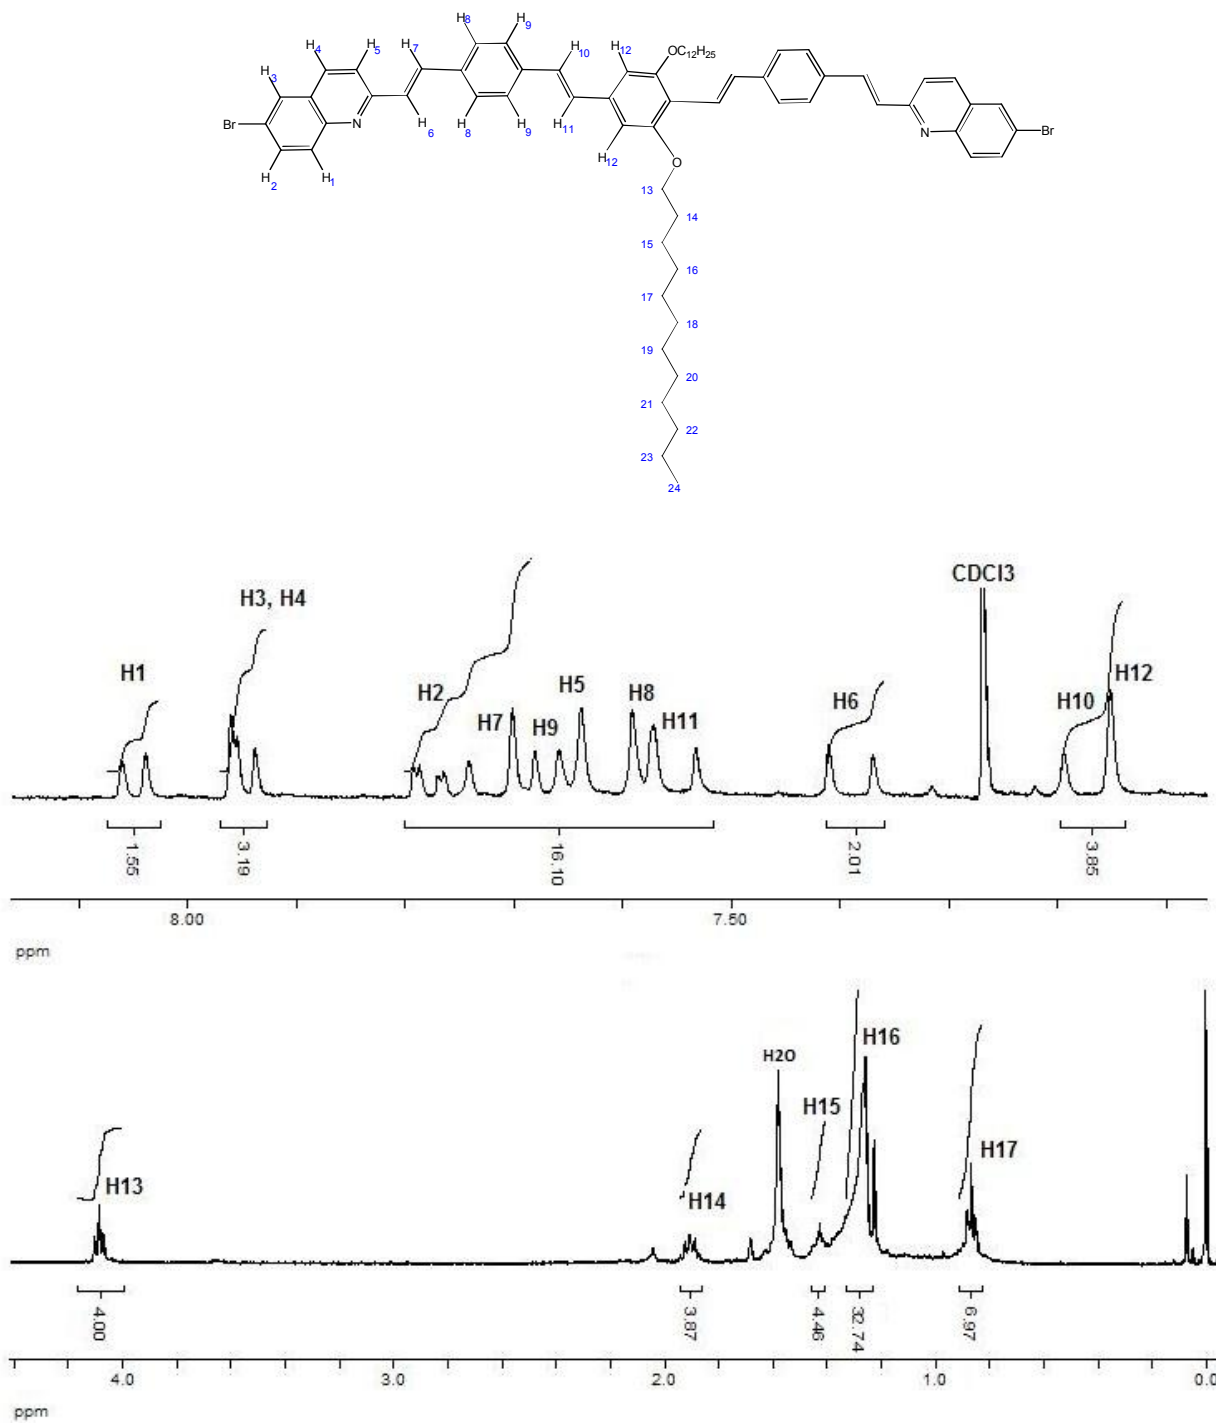 H8 H9
H4 H5 H7 H10 H12 OC12H25
H3
Br N
H6 H8 H9 H11
H2 H1 H12 O N Br
13
14
15
16
17
18
19
20
21
22
23
24
CDCl3
H3, H4
H1 H2 H7 H9 H5 H8 H11 H6 H10 H12
1.55 3.19 16.10 2.01 3.85
8.00 7.50
ppm
H2O H16
H15
H13 H14 H17
4.00 3.87 4.46 32.74 6.97
4.0 3.0 2.0 1.0 0.0
ppm